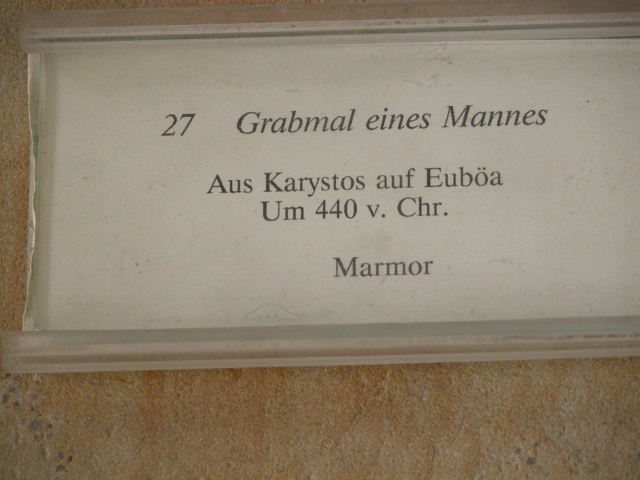 27 Grabmal eines Mannes
Aus Karystos auf Euböa
Um 440 v. Chr.
Marmor